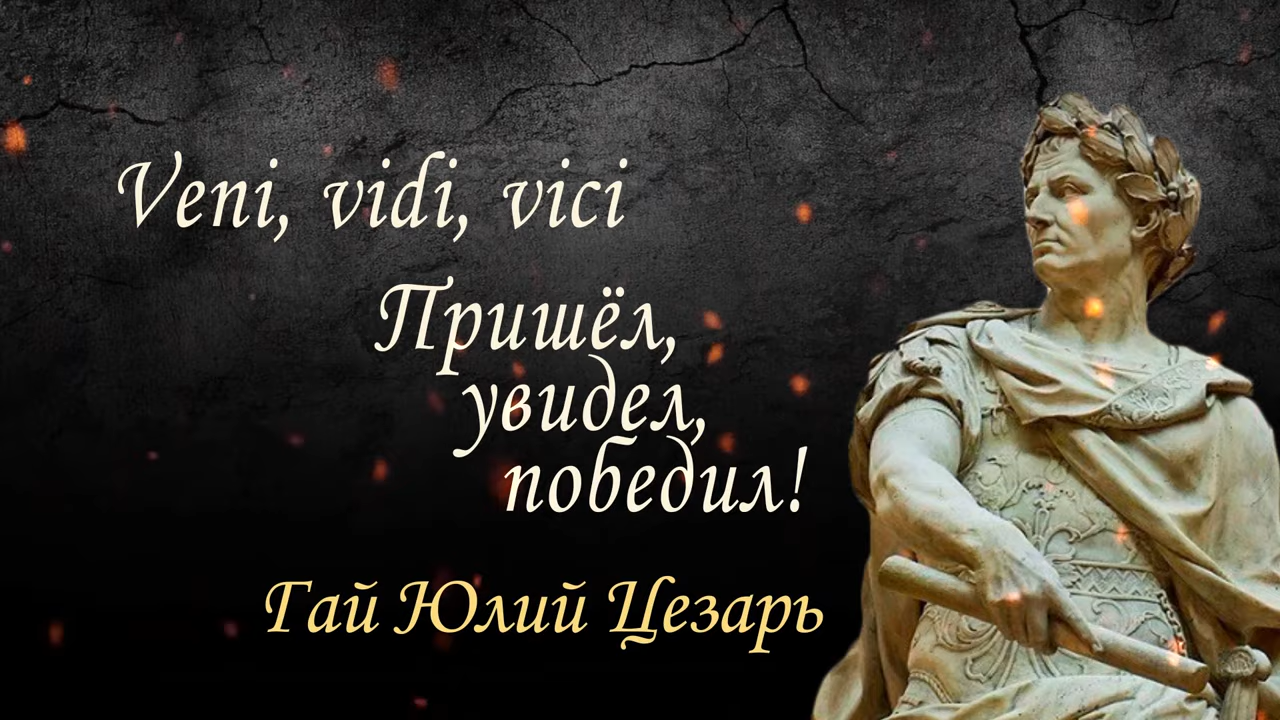 Veni, vidi, vici
Пришёл,
увидел,
победил!
Гай Юлий Цезарь